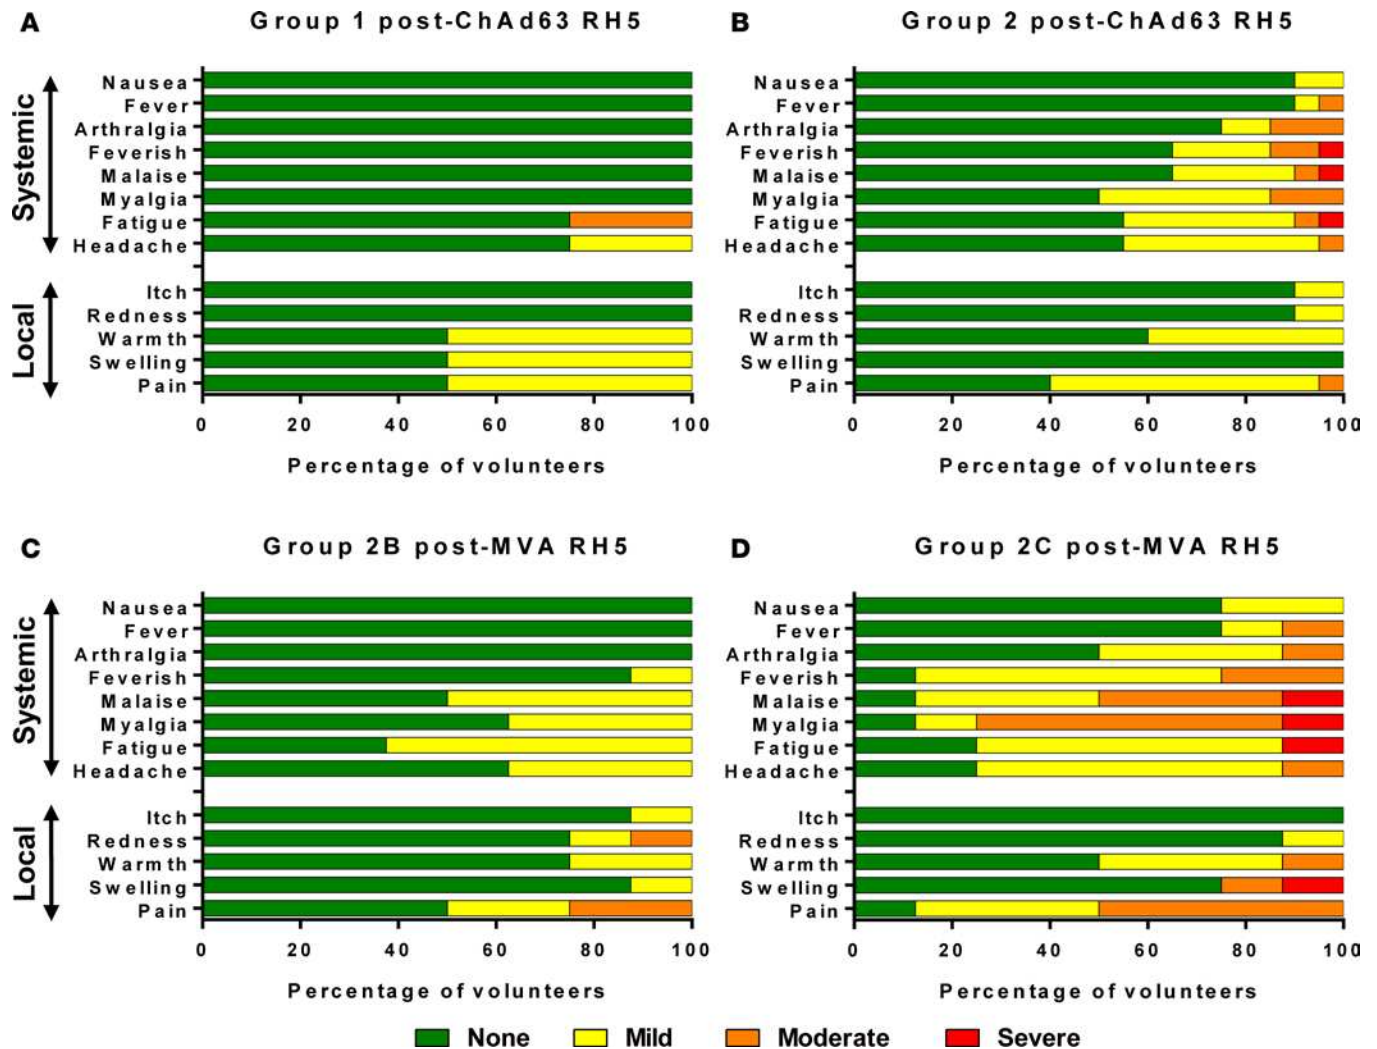 A Group 1 post-ChAd63 RH5
Systemic
Nausea
Fever
Arthralgia
Feverish
Malaise
Myalgia
Fatigue
Headache
Local
Itch
Redness
Warmth
Swelling
Pain
0 20 40 60 80 100
Percentage of volunteers
B Group 2 post-ChAd63 RH5
Nausea
Fever
Arthralgia
Feverish
Malaise
Myalgia
Fatigue
Headache
Itch
Redness
Warmth
Swelling
Pain
0 20 40 60 80 100
Percentage of volunteers
C Group 2B post-MVA RH5
Systemic
Nausea
Fever
Arthralgia
Feverish
Malaise
Myalgia
Fatigue
Headache
Local
Itch
Redness
Warmth
Swelling
Pain
0 20 40 60 80 100
Percentage of volunteers
D Group 2C post-MVA RH5
Nausea
Fever
Arthralgia
Feverish
Malaise
Myalgia
Fatigue
Headache
Itch
Redness
Warmth
Swelling
Pain
0 20 40 60 80 100
Percentage of volunteers
None Mild Moderate Severe